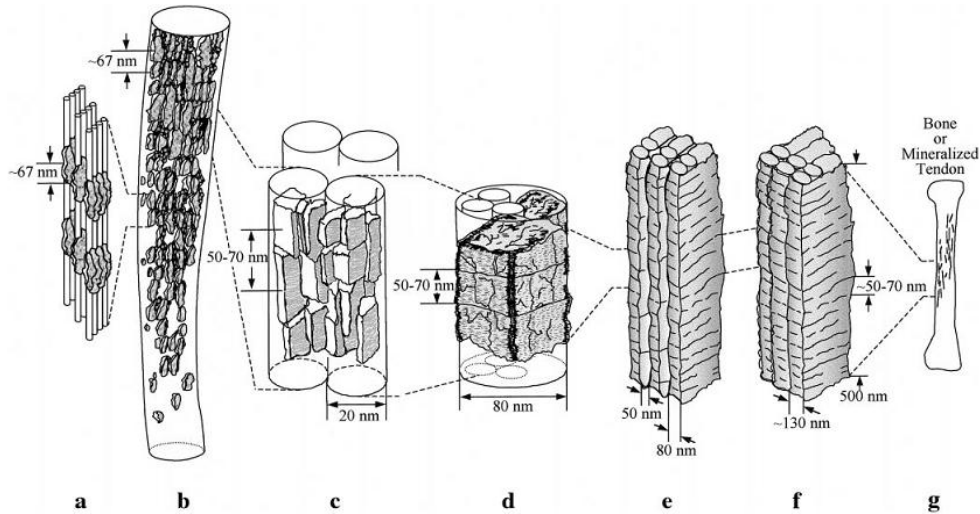 ~67 nm
~67 nm
50-70 nm
20 nm
50-70 nm
80 nm
50 nm
80 nm
~50-70 nm
500 nm
~130 nm
Bone
or
Mineralized
Tendon
a b c d e f g